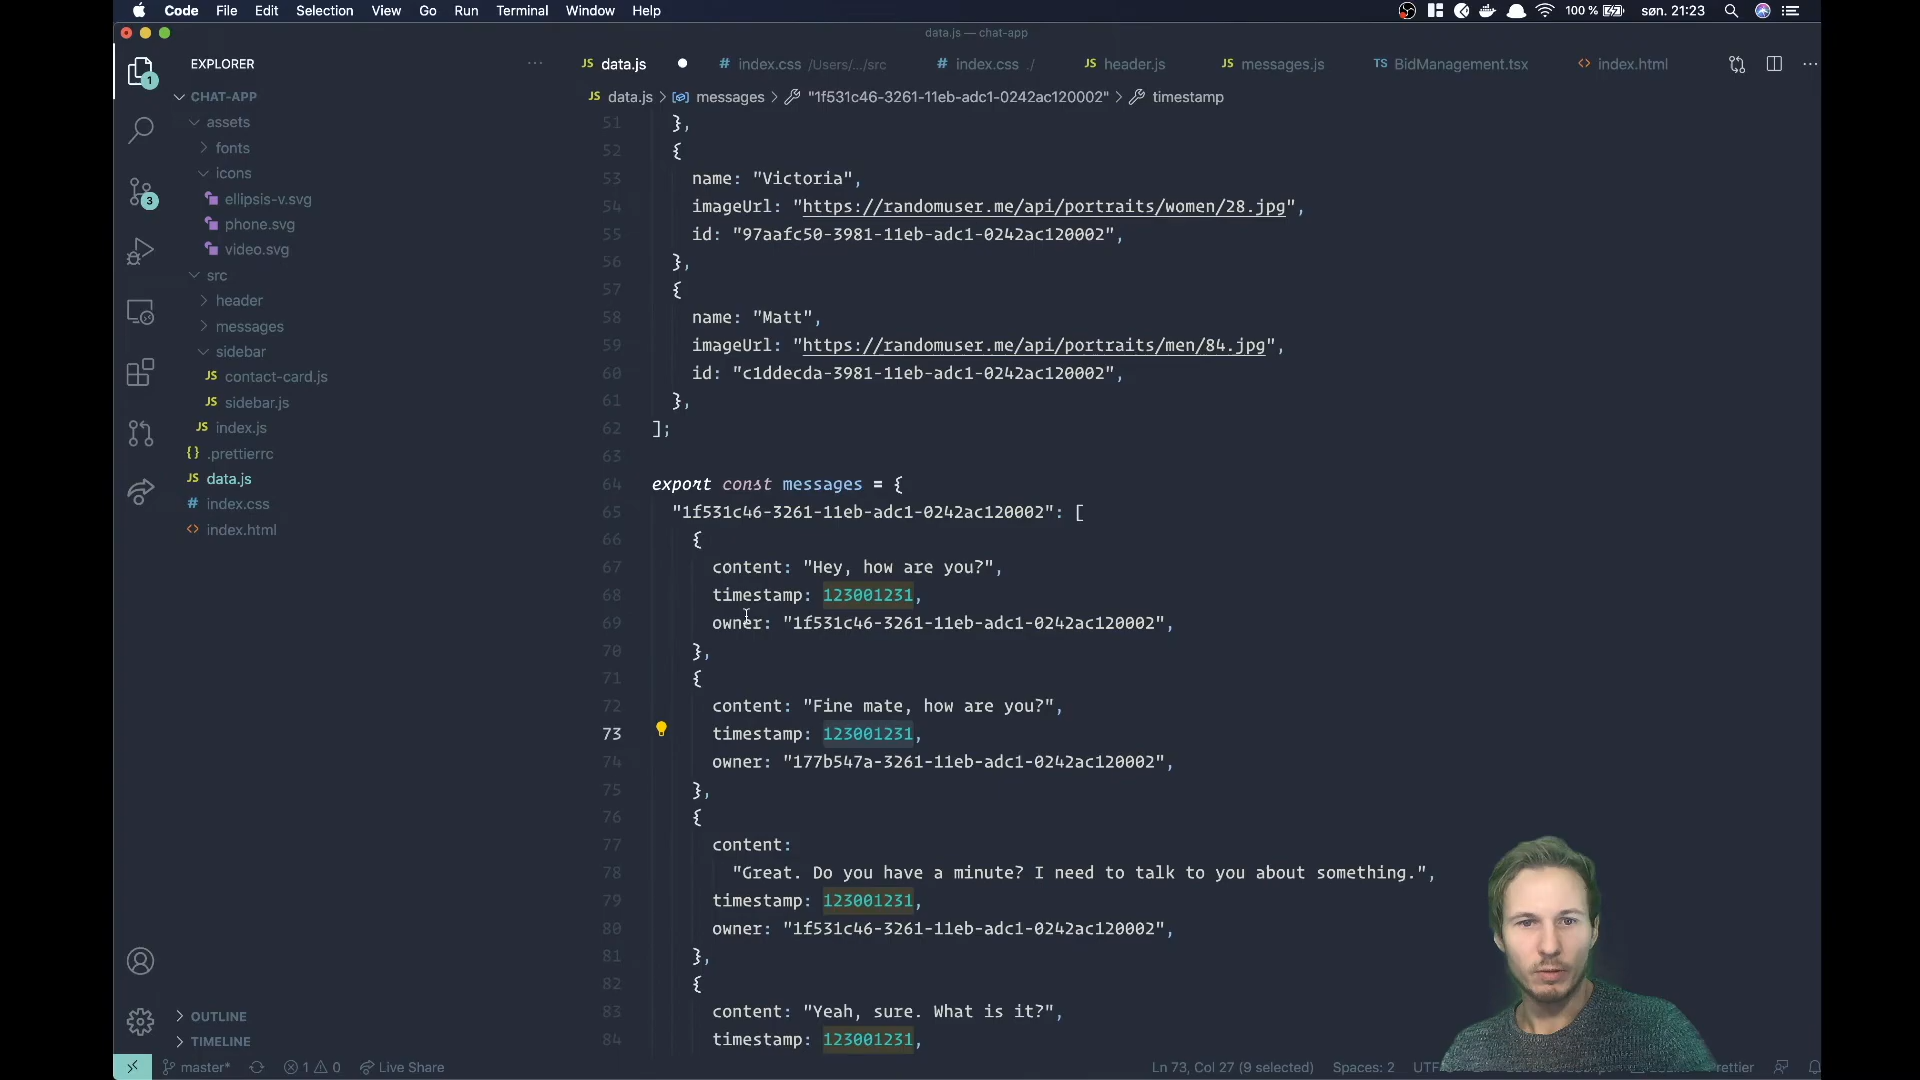 Code File Edit Selection View Go Run Terminal Window Help 100 % søn. 21:23
data.js — chat-app
EXPLORER
JS data.js # index.css /Users/.../src # index.css ./ JS header.js JS messages.js TS BidManagement.tsx <> index.html
JS data.js > messages > "1f531c46-3261-11eb-adc1-0242ac120002" > timestamp
1
3
CHAT-APP
assets
fonts
icons
ellipsis-v.svg
phone.svg
video.svg
src
header
messages
sidebar
JS contact-card.js
JS sidebar.js
JS index.js
{} .prettierrc
JS data.js
# index.css
<> index.html
OUTLINE
TIMELINE
51 },
52 {
53 name: "Victoria",
54 imageUrl: "https://randomuser.me/api/portraits/women/28.jpg",
55 id: "97aafc50-3981-11eb-adc1-0242ac120002",
56 },
57 {
58 name: "Matt",
59 imageUrl: "https://randomuser.me/api/portraits/men/84.jpg",
60 id: "c1ddecda-3981-11eb-adc1-0242ac120002",
61 },
62 ];
63
64 export const messages = {
65 "1f531c46-3261-11eb-adc1-0242ac120002": [
66 {
67 content: "Hey, how are you?",
68 timestamp: 123001231,
69 owner: "1f531c46-3261-11eb-adc1-0242ac120002",
70 },
71 {
72 content: "Fine mate, how are you?",
73 timestamp: 123001231,
74 owner: "177b547a-3261-11eb-adc1-0242ac120002",
75 },
76 {
77 content:
78 "Great. Do you have a minute? I need to talk to you about something.",
79 timestamp: 123001231,
80 owner: "1f531c46-3261-11eb-adc1-0242ac120002",
81 },
82 {
83 content: "Yeah, sure. What is it?",
84 timestamp: 123001231,
master* 1 0 Live Share Ln 73, Col 27 (9 selected) Spaces: 2